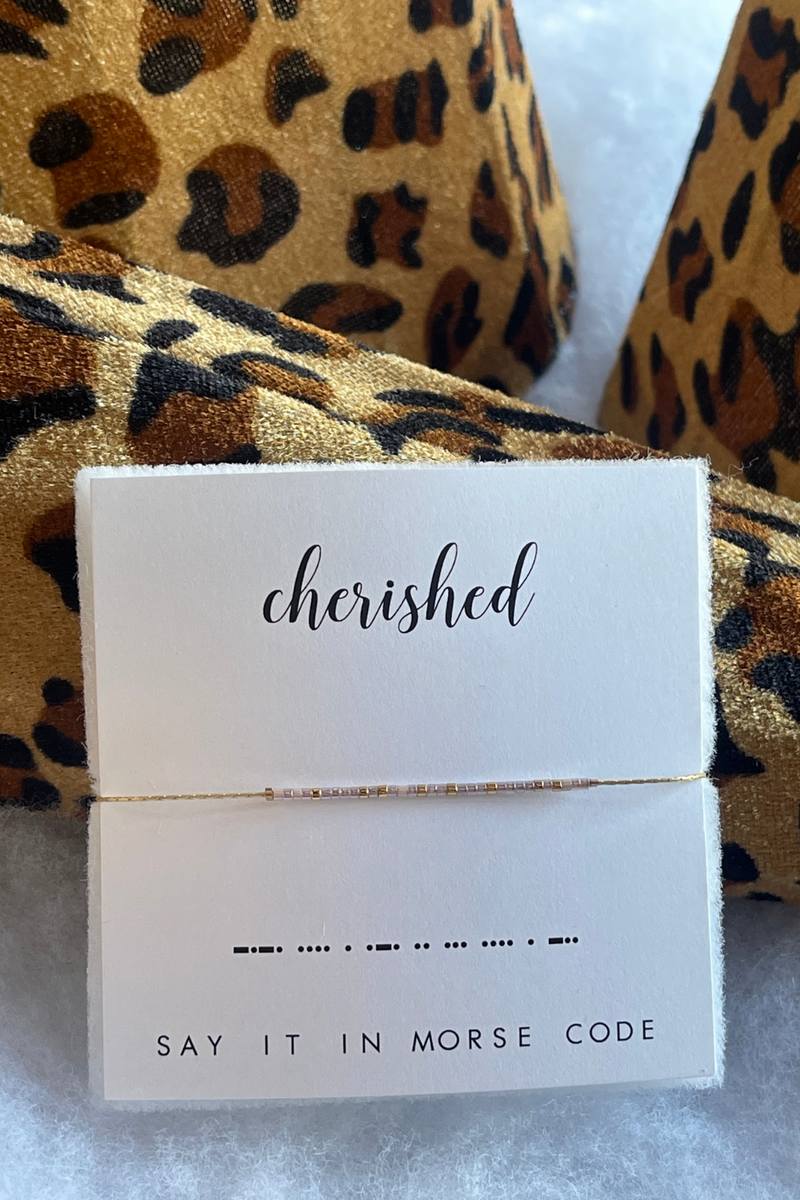 cherished
▬•▬• •••• • •▬• •• ••• •••• • ▬••
SAY IT IN MORSE CODE